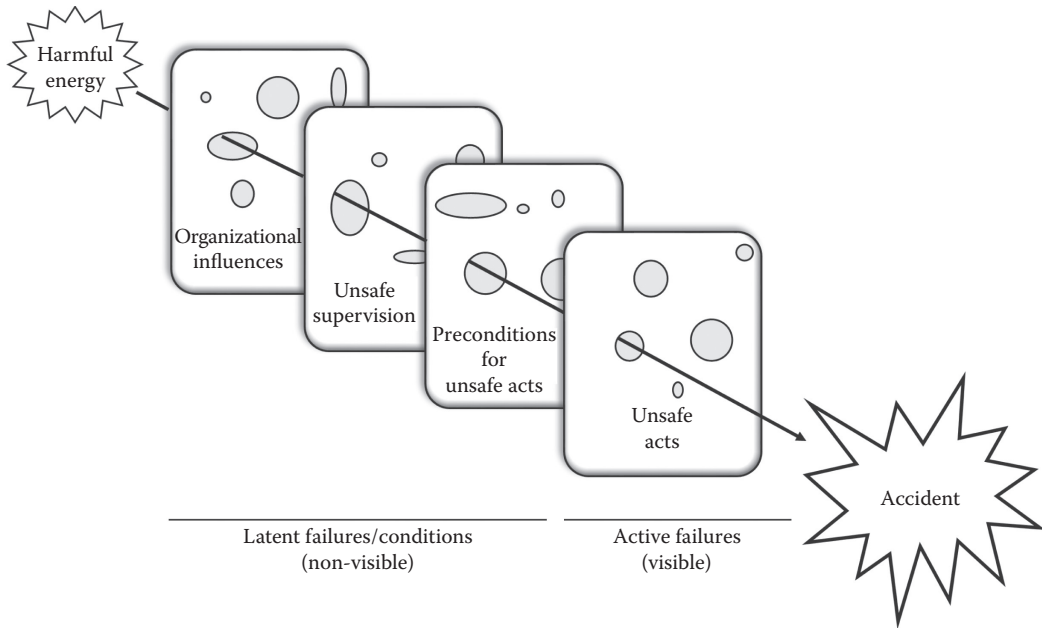 Harmful
energy
Organizational
influences
Unsafe
supervision
Preconditions
for
unsafe acts
Unsafe
acts
Accident
Latent failures/conditions
(non-visible)
Active failures
(visible)